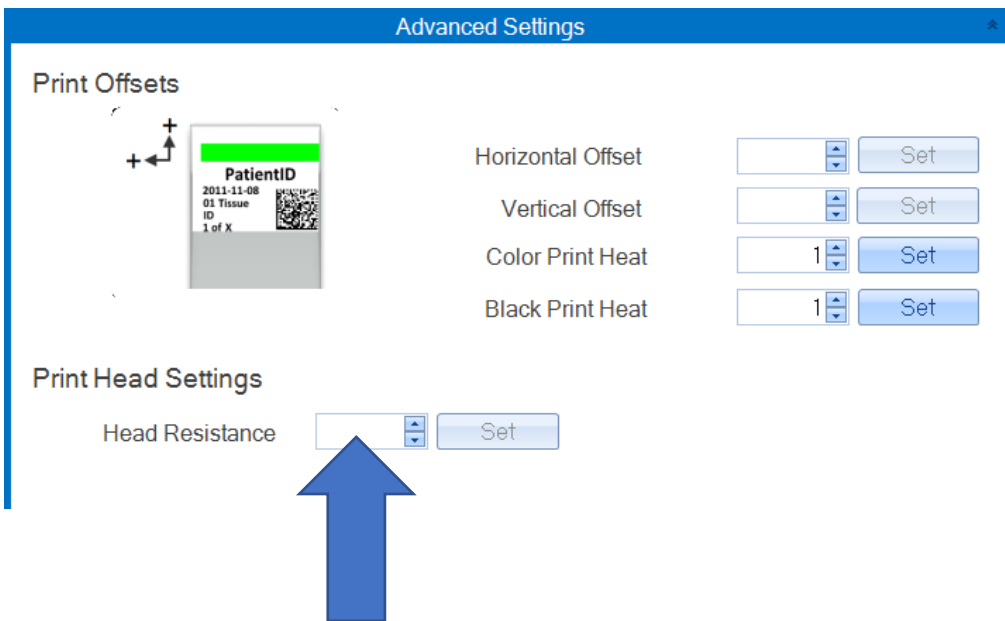 Advanced Settings
Print Offsets
+
+
PatientID
2011-11-08
01 Tissue
ID
1 of X
Horizontal Offset Set
Vertical Offset Set
Color Print Heat 1 Set
Black Print Heat 1 Set
Print Head Settings
Head Resistance Set